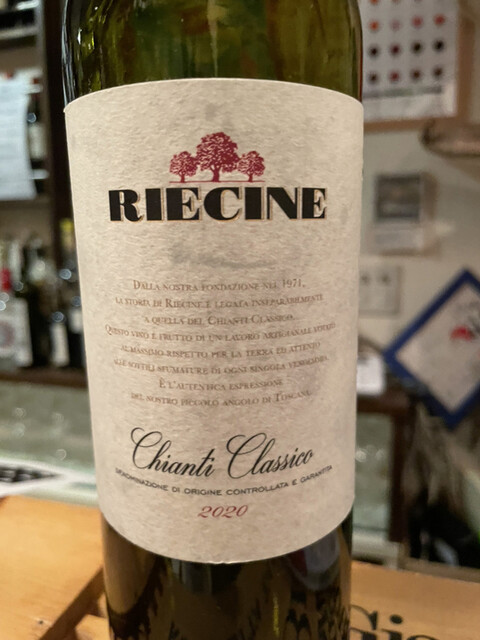 RIECINE
DALLA NOSTRA FONDAZIONE NEL 1971,
LA STORIA DI RIECINE È LEGATA INSEPARABILMENTE
A QUELLA DEL CHIANTI CLASSICO.
QUESTO VINO È FRUTTO DI UN LAVORO ARTIGIANALE VOTATO
AL MASSIMO RISPETTO PER LA TERRA ED ATTENTO
ALLE SOTTILI SFUMATURE DI OGNI SINGOLA VENDEMMIA.
È L'AUTENTICA ESPRESSIONE
DEL NOSTRO PICCOLO ANGOLO DI TOSCANA.
Chianti Classico
DENOMINAZIONE DI ORIGINE CONTROLLATA E GARANTITA
2020